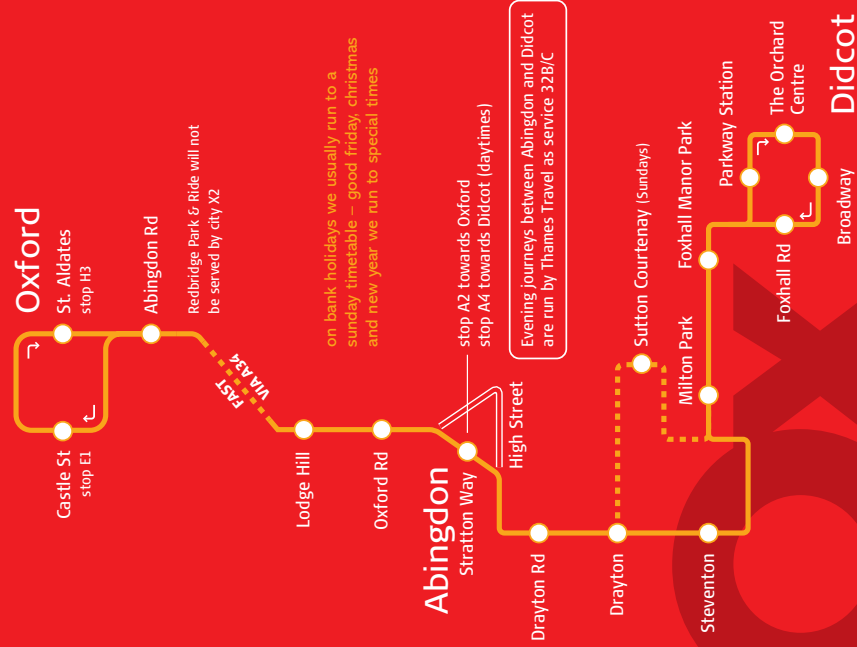 Oxford
St. Aldates
stop H3
Castle St
stop E1
Abingdon Rd
Redbridge Park & Ride will not
be served by city X2
FAST
VIA A34
on bank holidays we usually run to a
sunday timetable – good friday, christmas
and new year we run to special times
Lodge Hill
Oxford Rd
Abingdon
Stratton Way
stop A2 towards Oxford
stop A4 towards Didcot (daytimes)
High Street
Evening journeys between Abingdon and Didcot
are run by Thames Travel as service 32B/C
Drayton Rd
Drayton
Sutton Courtenay (Sundays)
Steventon
Milton Park
Foxhall Manor Park
Parkway Station
The Orchard
Centre
Foxhall Rd
Broadway
Didcot
ox